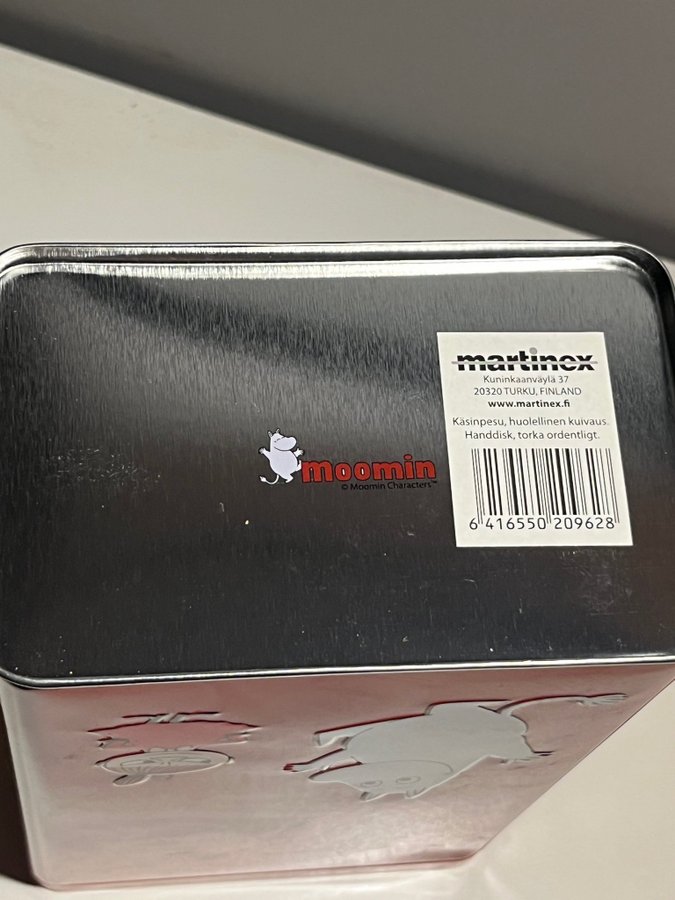 martinex
Kuninkaanväylä 37
20320 TURKU, FINLAND
www.martinex.fi
Käsinpesu, huolellinen kuivaus.
Handdisk, torka ordentligt.
6 416550 209628
moomin
© Moomin Characters™